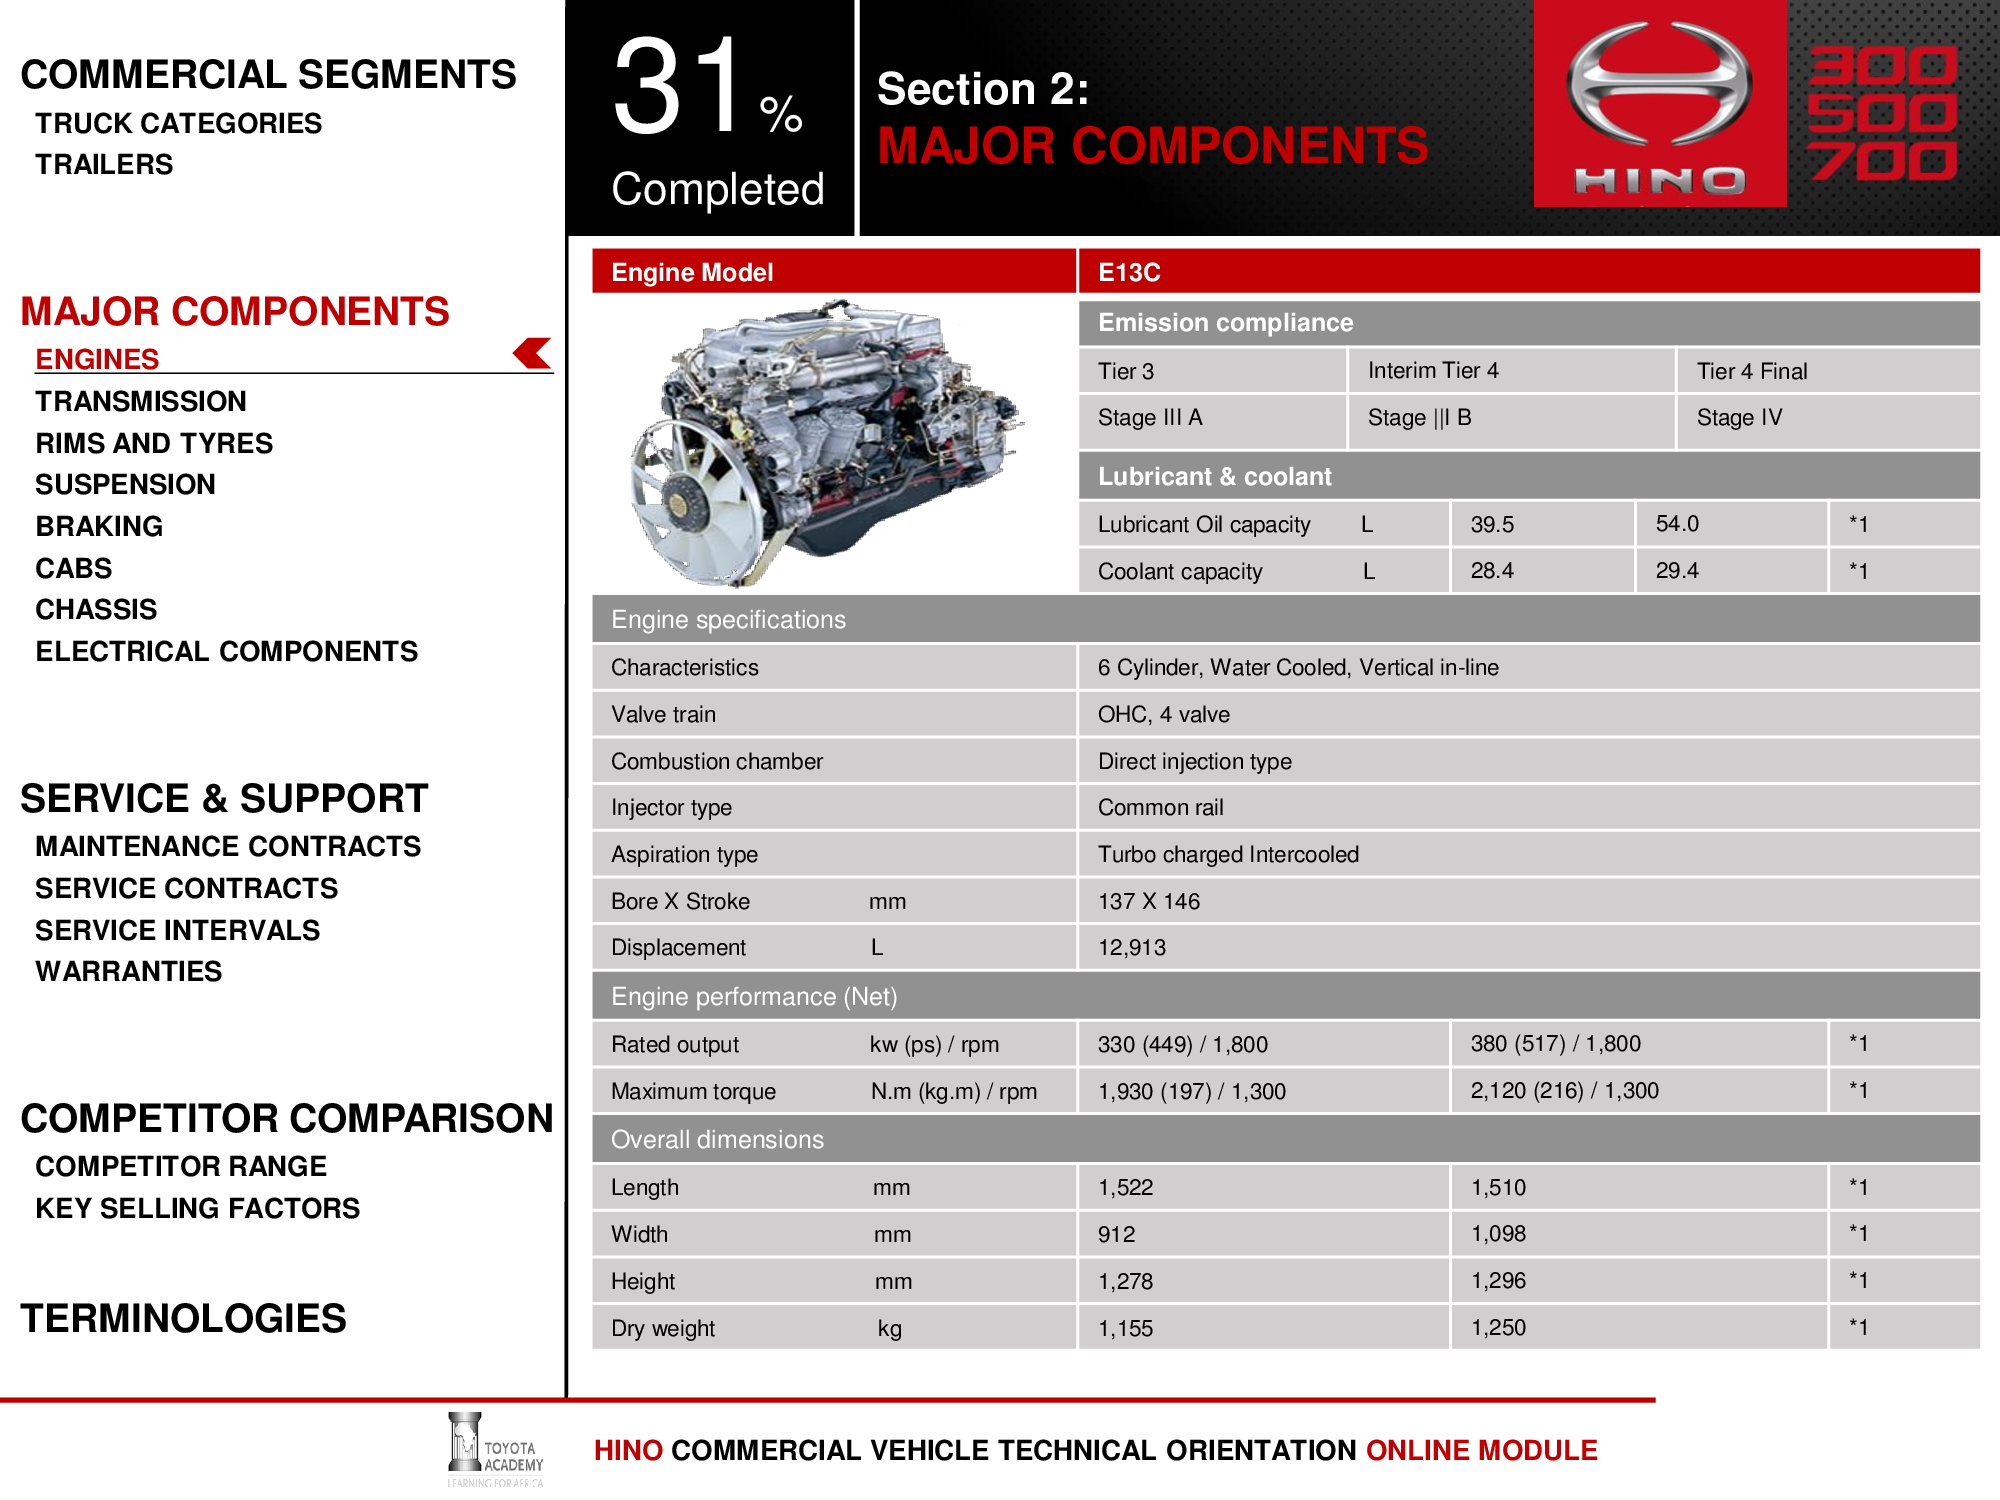 COMMERCIAL SEGMENTS
TRUCK CATEGORIES
TRAILERS
MAJOR COMPONENTS
ENGINES
TRANSMISSION
RIMS AND TYRES
SUSPENSION
BRAKING
CABS
CHASSIS
ELECTRICAL COMPONENTS
SERVICE & SUPPORT
MAINTENANCE CONTRACTS
SERVICE CONTRACTS
SERVICE INTERVALS
WARRANTIES
COMPETITOR COMPARISON
COMPETITOR RANGE
KEY SELLING FACTORS
TERMINOLOGIES
31 %
Completed
Section 2:
MAJOR COMPONENTS
HINO
300
500
700
Engine Model E13C
Emission compliance
Tier 3 Interim Tier 4 Tier 4 Final
Stage III A Stage ||I B Stage IV
Lubricant & coolant
Lubricant Oil capacity L 39.5 54.0 *1
Coolant capacity L 28.4 29.4 *1
Engine specifications
Characteristics 6 Cylinder, Water Cooled, Vertical in-line
Valve train OHC, 4 valve
Combustion chamber Direct injection type
Injector type Common rail
Aspiration type Turbo charged Intercooled
Bore X Stroke mm 137 X 146
Displacement L 12,913
Engine performance (Net)
Rated output kw (ps) / rpm 330 (449) / 1,800 380 (517) / 1,800 *1
Maximum torque N.m (kg.m) / rpm 1,930 (197) / 1,300 2,120 (216) / 1,300 *1
Overall dimensions
Length mm 1,522 1,510 *1
Width mm 912 1,098 *1
Height mm 1,278 1,296 *1
Dry weight kg 1,155 1,250 *1
TOYOTA
ACADEMY
LEARNING FOR AFRICA
HINO COMMERCIAL VEHICLE TECHNICAL ORIENTATION ONLINE MODULE